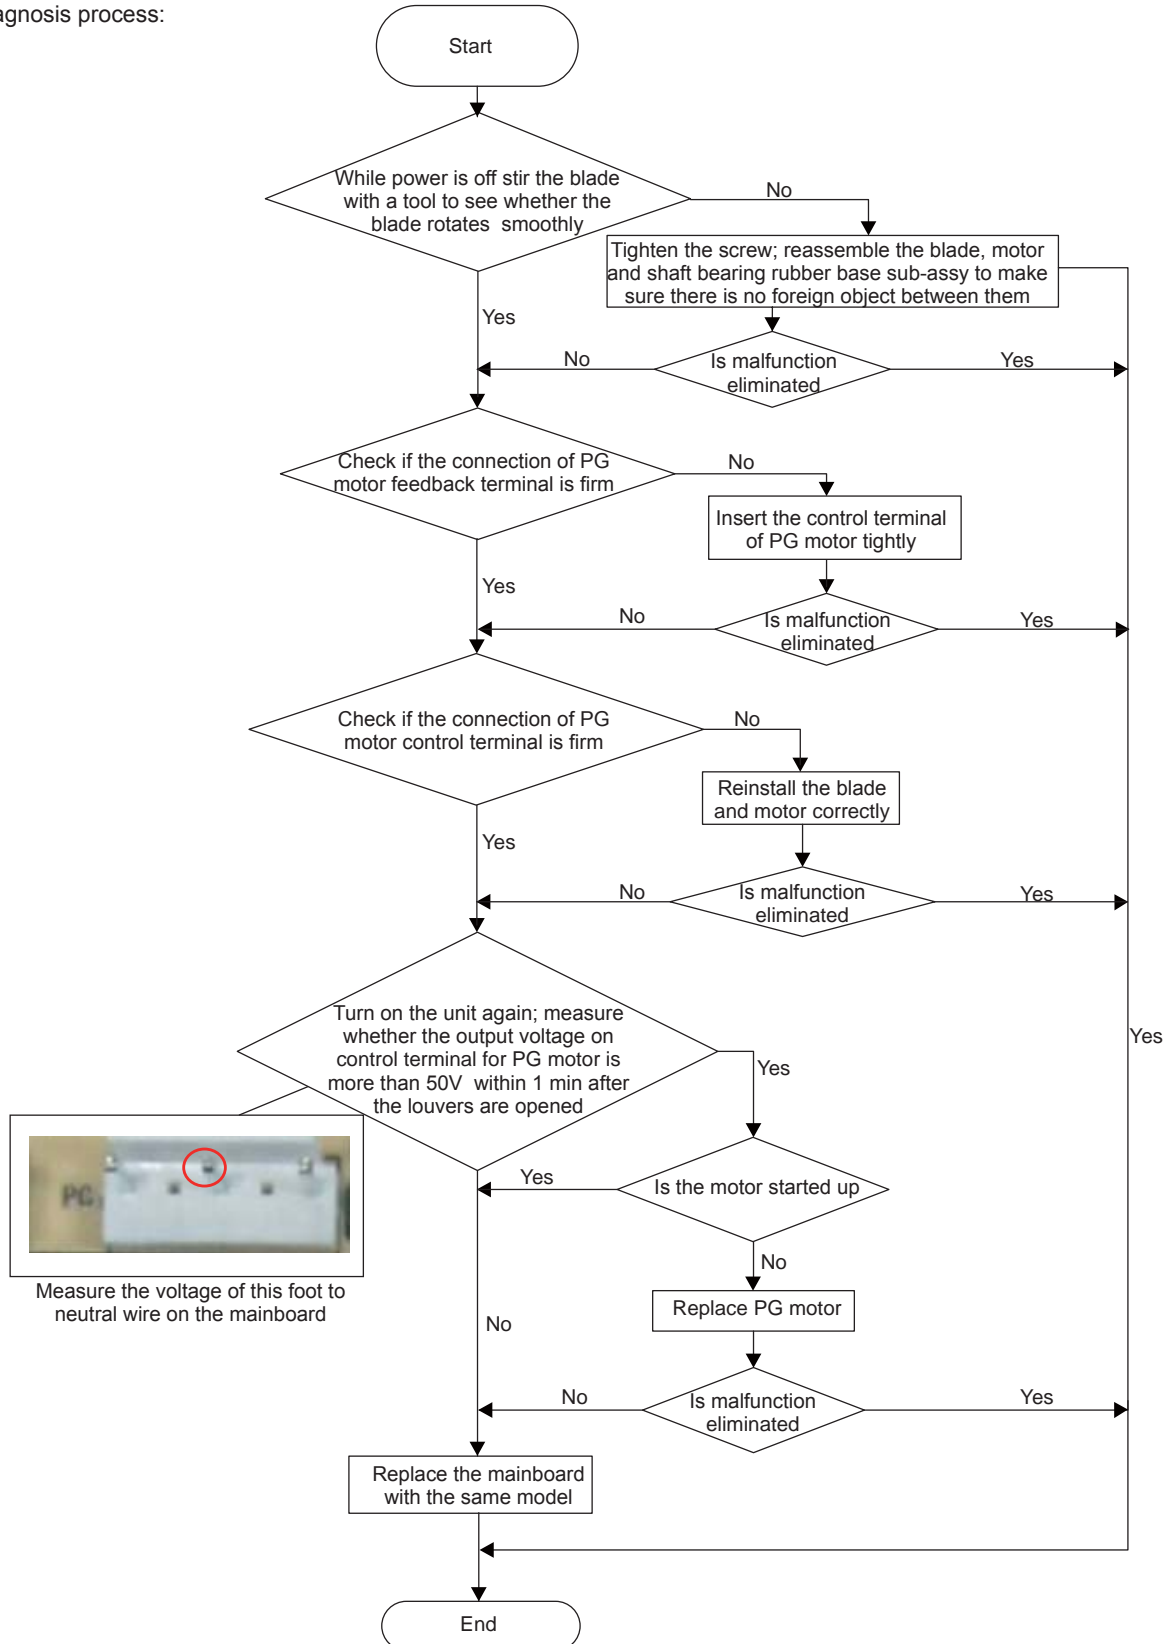 agnosis process:
Start
While power is off stir the blade
with a tool to see whether the
blade rotates smoothly
No
Tighten the screw; reassemble the blade, motor
and shaft bearing rubber base sub-assy to make
sure there is no foreign object between them
Yes
No
Is malfunction
eliminated
Yes
Check if the connection of PG
motor feedback terminal is firm
No
Insert the control terminal
of PG motor tightly
Yes
No
Is malfunction
eliminated
Yes
Check if the connection of PG
motor control terminal is firm
No
Reinstall the blade
and motor correctly
Yes
No
Is malfunction
eliminated
Yes
Turn on the unit again; measure
whether the output voltage on
control terminal for PG motor is
more than 50V within 1 min after
the louvers are opened
Yes
Yes
PG
Measure the voltage of this foot to
neutral wire on the mainboard
Yes
Is the motor started up
No
Replace PG motor
No
No
Is malfunction
eliminated
Yes
Replace the mainboard
with the same model
End